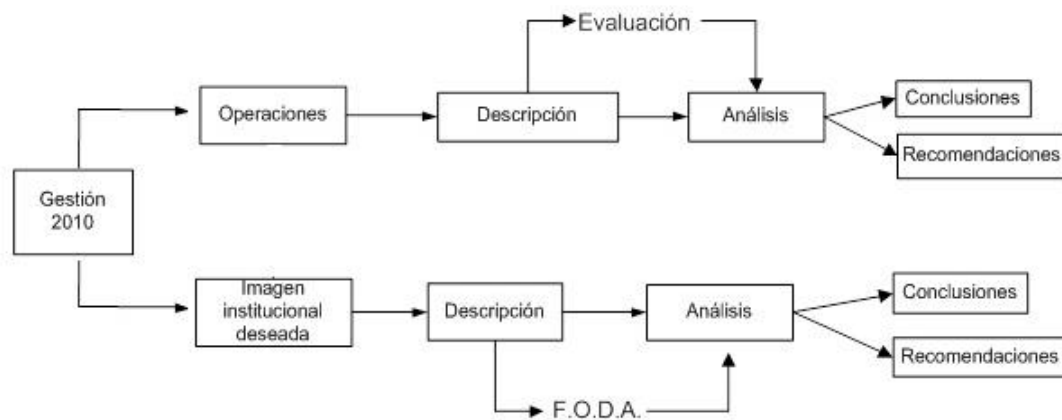 Evaluación
Operaciones
Descripción
Análisis
Conclusiones
Recomendaciones
Gestión
2010
Imagen
institucional
deseada
Descripción
Análisis
Conclusiones
Recomendaciones
F.O.D.A.